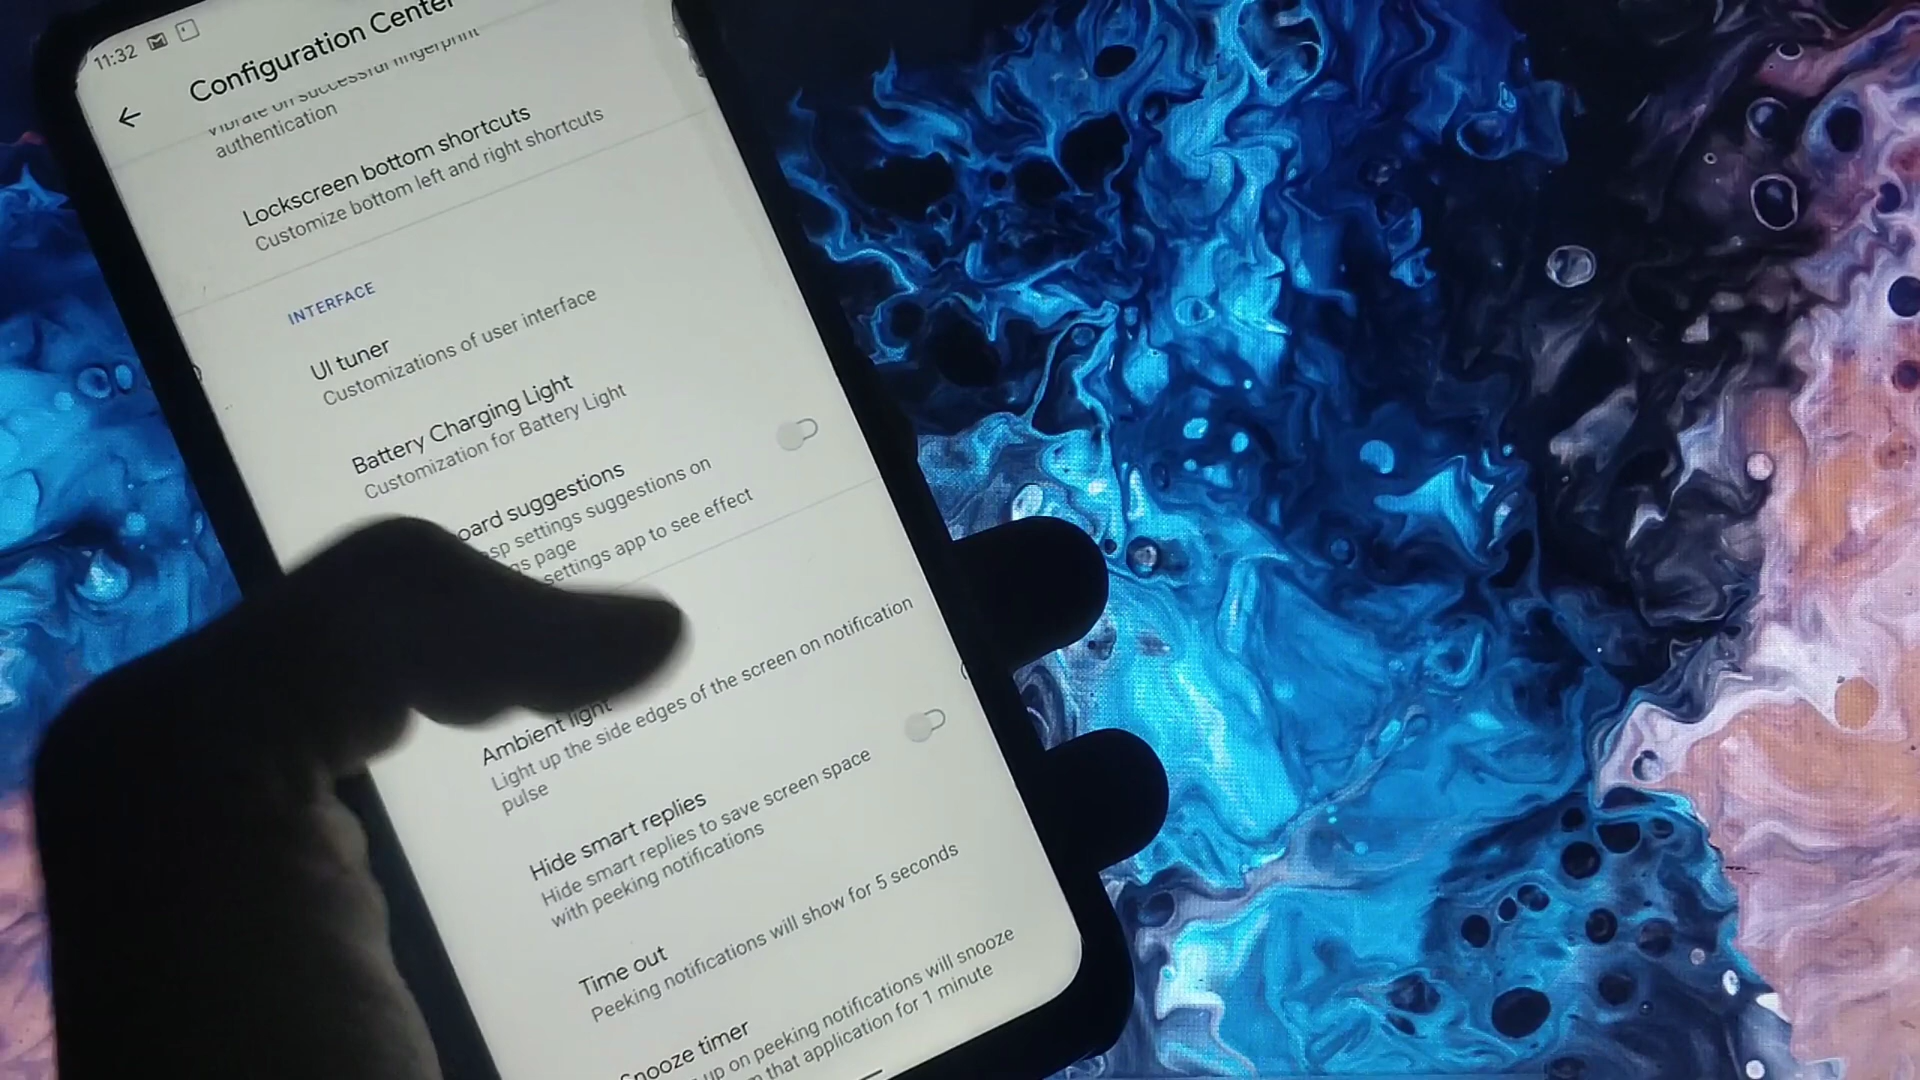 11:32
Configuration Center
Vibrate on successful fingerprint
authentication
Lockscreen bottom shortcuts
Customize bottom left and right shortcuts
INTERFACE
UI tuner
Customizations of user interface
Battery Charging Light
Customization for Battery Light
suggestions
settings suggestions on
page
settings app to see effect
Ambient light
Light up the side edges of the screen on notification
pulse
Hide smart replies
Hide smart replies to save screen space
with peeking notifications
Time out
Peeking notifications will show for 5 seconds
Snooze timer
up on peeking notifications will snooze
that application for 1 minute